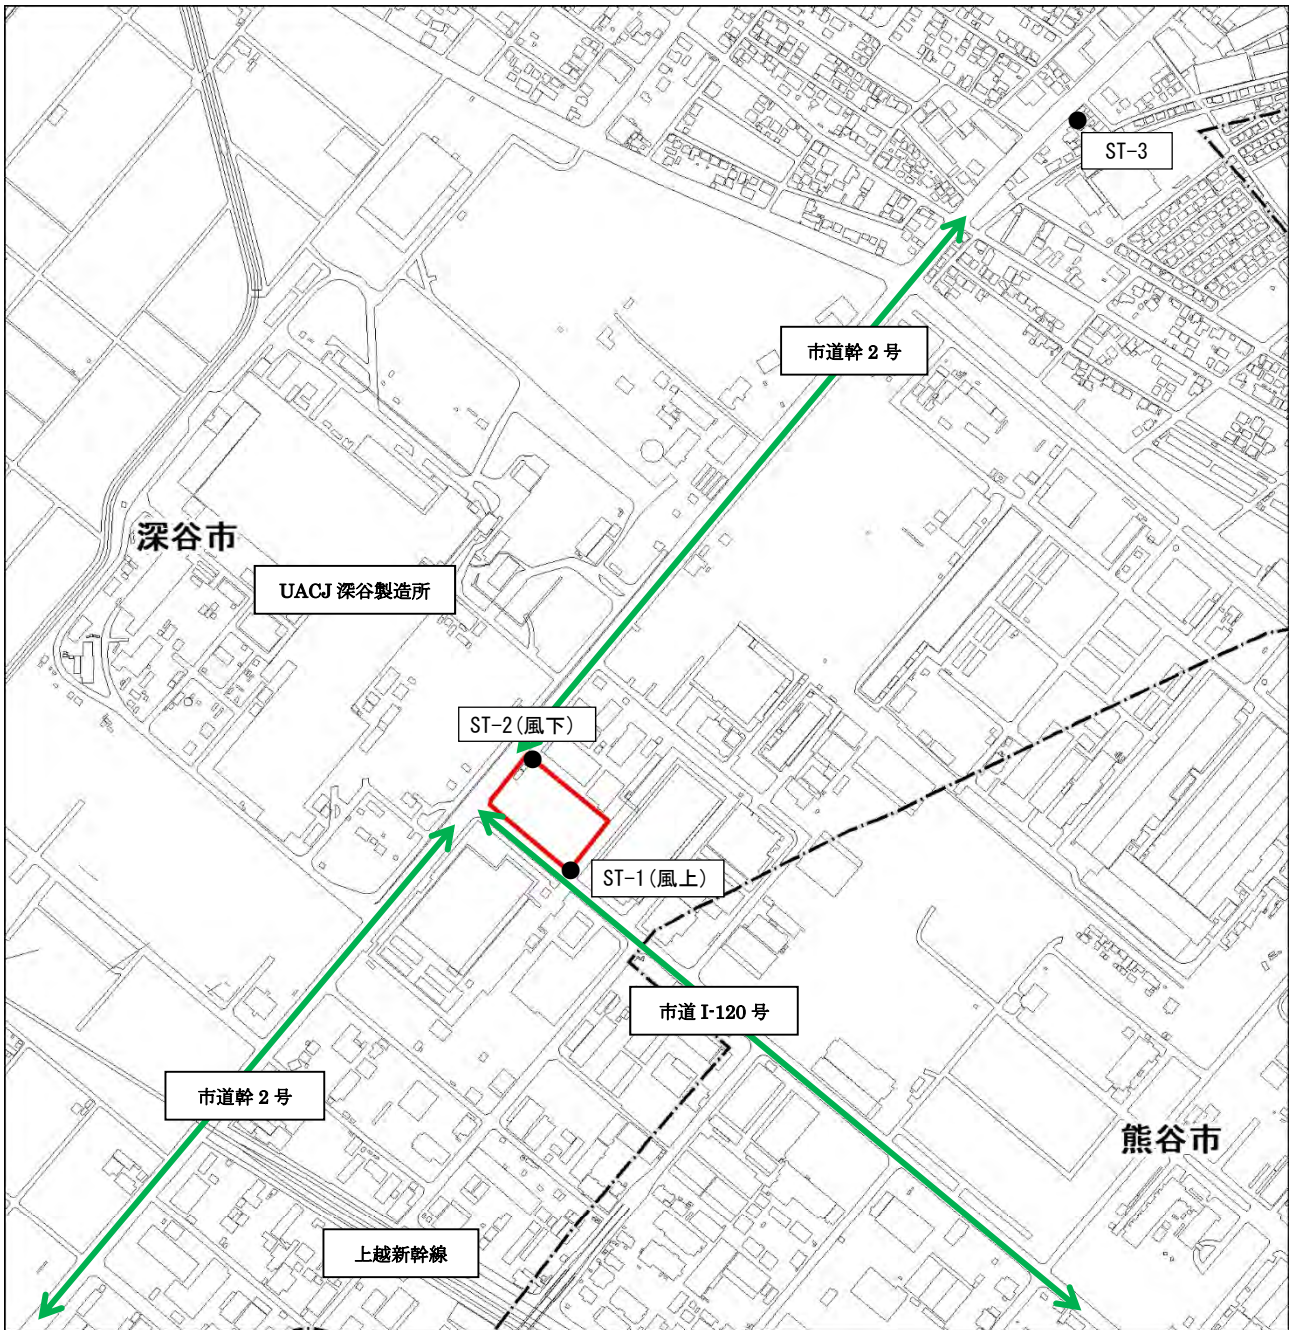 ST-3
市道幹 2 号
深谷市
UACJ 深谷製造所
ST-2(風下)
ST-1(風上)
市道 I-120 号
市道幹 2 号
熊谷市
上越新幹線